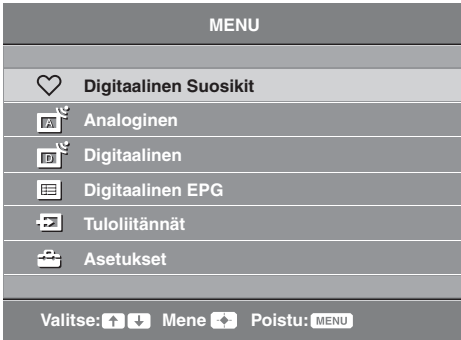 MENU
Digitaalinen Suosikit
A Analoginen
D Digitaalinen
Digitaalinen EPG
Tuloliitännät
Asetukset
Valitse: Mene Poistu: MENU